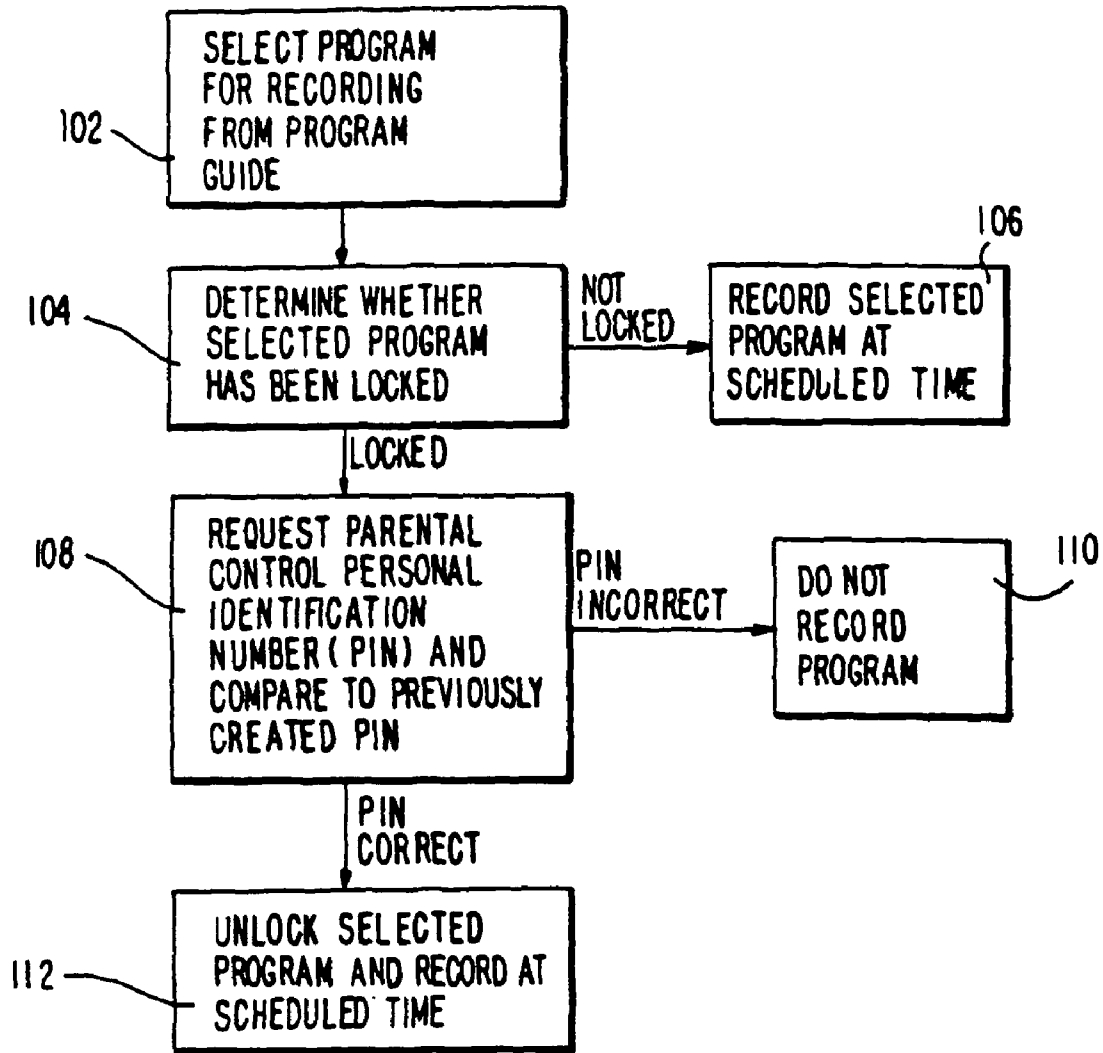 SELECT PROGRAM
FOR RECORDING
FROM PROGRAM
GUIDE
102
106
DETERMINE WHETHER
SELECTED PROGRAM
HAS BEEN LOCKED
104
NOT
LOCKED
RECORD SELECTED
PROGRAM AT
SCHEDULED TIME
LOCKED
REQUEST PARENTAL
CONTROL PERSONAL
IDENTIFICATION
NUMBER (PIN) AND
COMPARE TO PREVIOUSLY
CREATED PIN
108
PIN
INCORRECT
110
DO NOT
RECORD
PROGRAM
PIN
CORRECT
UNLOCK SELECTED
PROGRAM AND RECORD AT
SCHEDULED TIME
112